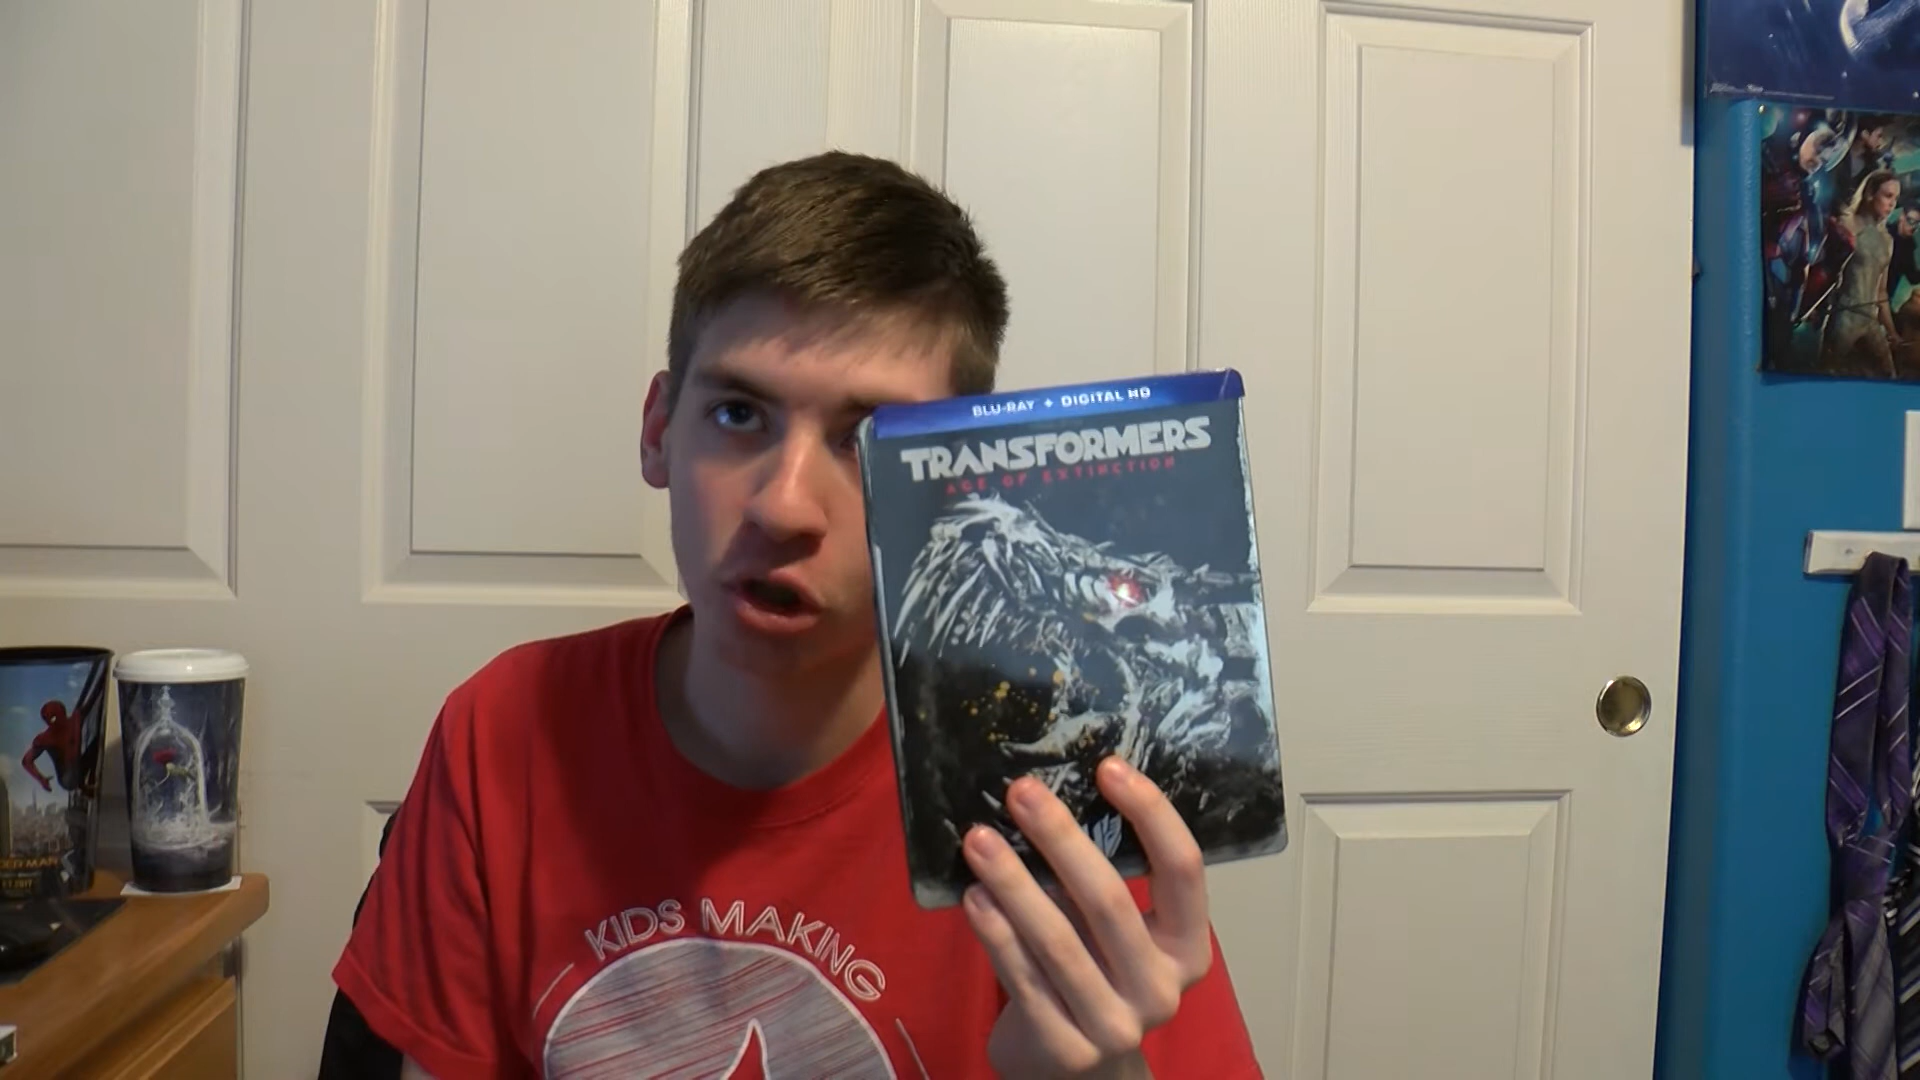 BLU-RAY + DIGITAL HD
TRANSFORMERS
AGE OF EXTINCTION
KIDS MAKING